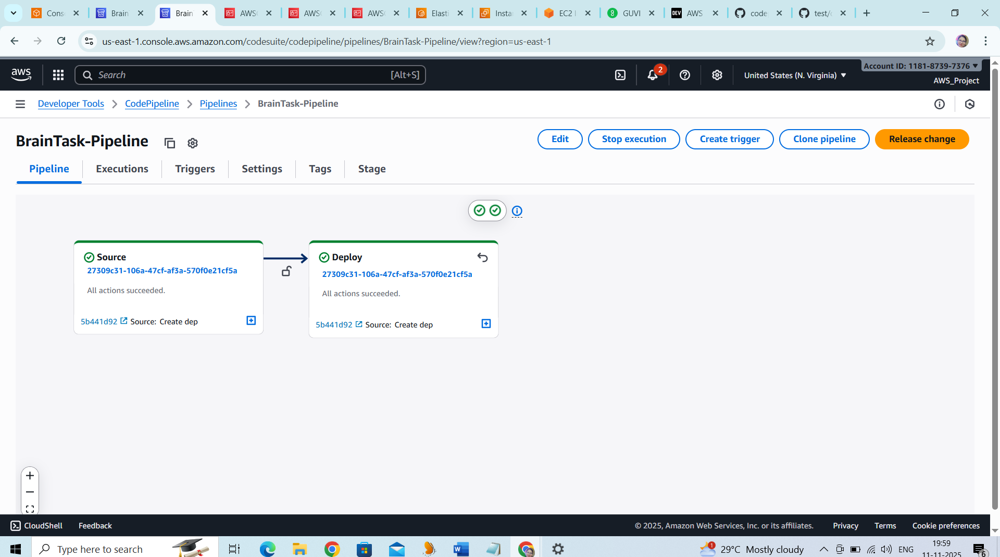 Cons
Brain
Brain
AWS
AWS
AWS
Elasti
Insta
EC2
GUVI
DEV
AWS
code
test/
us-east-1.console.aws.amazon.com/codesuite/codepipeline/pipelines/BrainTask-Pipeline/view?region=us-east-1
aws
Search
[Alt+S]
2
United States (N. Virginia)
Account ID: 1181-8739-7376
AWS_Project
Developer Tools
CodePipeline
Pipelines
BrainTask-Pipeline
BrainTask-Pipeline
Edit
Stop execution
Create trigger
Clone pipeline
Release change
Pipeline
Executions
Triggers
Settings
Tags
Stage
Source
27309c31-106a-47cf-af3a-570f0e21cf5a
All actions succeeded.
5b441d92 Source: Create dep
Deploy
27309c31-106a-47cf-af3a-570f0e21cf5a
All actions succeeded.
5b441d92 Source: Create dep
CloudShell
Feedback
© 2025, Amazon Web Services, Inc. or its affiliates.
Privacy
Terms
Cookie preferences
Type here to search
1
29°C Mostly cloudy
ENG
19:59
11-11-2025
6